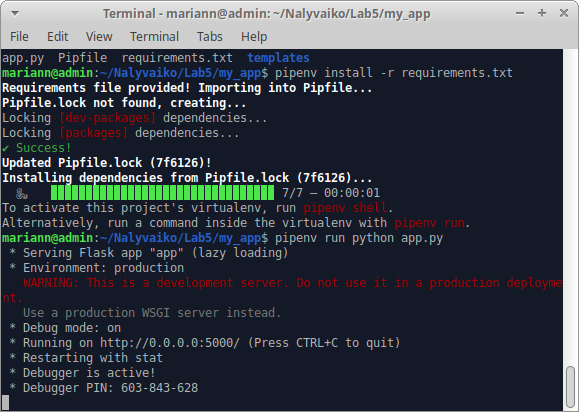 Terminal - mariann@admin:~/Nalyvaiko/Lab5/my_app
File Edit View Terminal Tabs Help
app.py Pipfile requirements.txt templates
mariann@admin:~/Nalyvaiko/Lab5/my_app$ pipenv install -r requirements.txt
Requirements file provided! Importing into Pipfile...
Pipfile.lock not found, creating...
Locking [dev-packages] dependencies...
Locking [packages] dependencies...
✔ Success!
Updated Pipfile.lock (7f6126)!
Installing dependencies from Pipfile.lock (7f6126)...
🐍 ▉▉▉▉▉▉▉▉▉▉▉▉▉▉▉▉▉▉▉▉▉▉▉▉▉▉▉▉▉▉▉▉ 7/7 — 00:00:01
To activate this project's virtualenv, run pipenv shell.
Alternatively, run a command inside the virtualenv with pipenv run.
mariann@admin:~/Nalyvaiko/Lab5/my_app$ pipenv run python app.py
* Serving Flask app "app" (lazy loading)
* Environment: production
WARNING: This is a development server. Do not use it in a production deployme
nt.
Use a production WSGI server instead.
* Debug mode: on
* Running on http://0.0.0.0:5000/ (Press CTRL+C to quit)
* Restarting with stat
* Debugger is active!
* Debugger PIN: 603-843-628